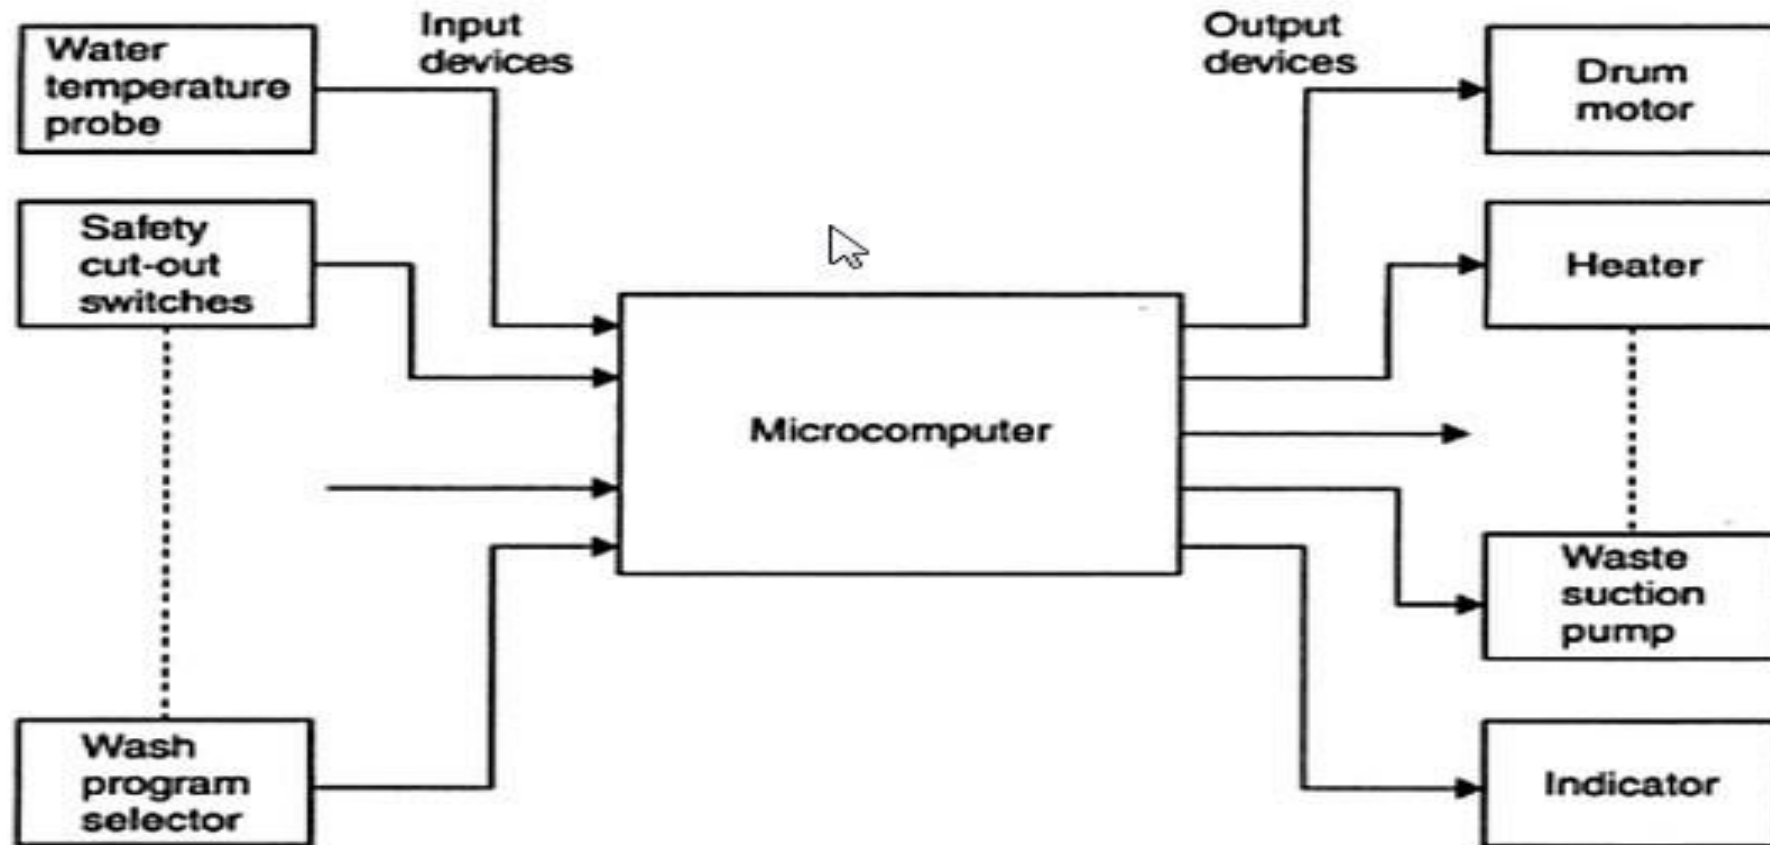 Water
temperature
probe
Input
devices
Output
devices
Drum
motor
Safety
cut-out
switches
Heater
Microcomputer
Waste
suction
pump
Wash
program
selector
Indicator